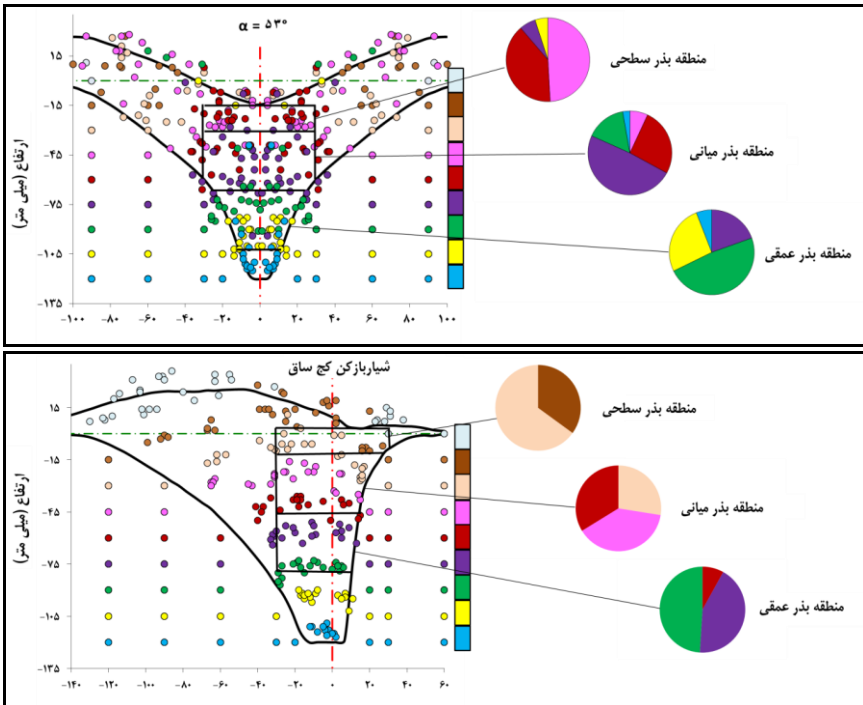 α = ۵۳°
ارتفاع (میلی متر)
۱۵
-۱۵
-۴۵
-۷۵
-۱۰۵
-۱۳۵
-۱۰۰ -۸۰ -۶۰ -۴۰ -۲۰ ۰ ۲۰ ۴۰ ۶۰ ۸۰ ۱۰۰
منطقه بذر سطحی
منطقه بذر میانی
منطقه بذر عمقی
شیاربازکن کج ساق
ارتفاع (میلی متر)
۱۵
-۱۵
-۴۵
-۷۵
-۱۰۵
-۱۳۵
-۱۴۰ -۱۲۰ -۱۰۰ -۸۰ -۶۰ -۴۰ -۲۰ ۰ ۲۰ ۴۰ ۶۰
منطقه بذر سطحی
منطقه بذر میانی
منطقه بذر عمقی